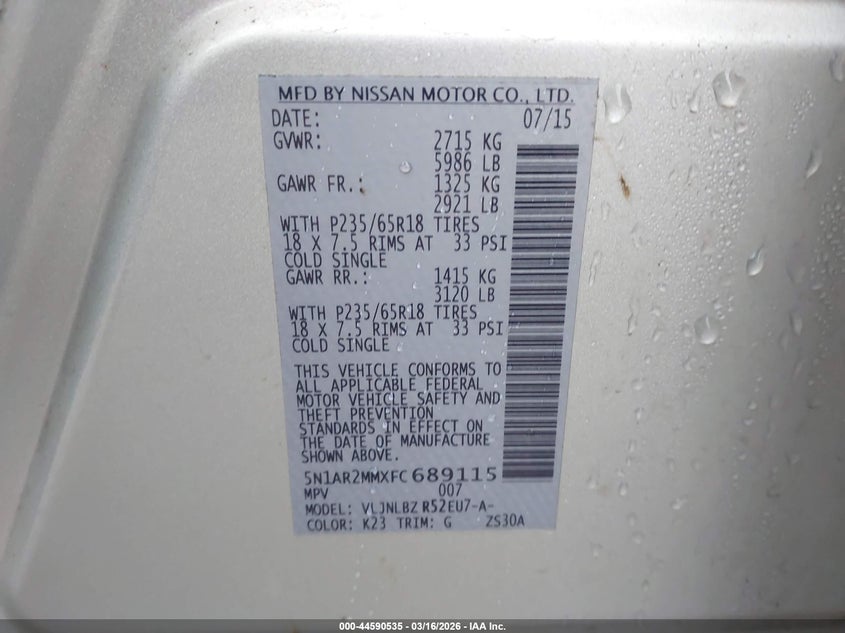 MFD BY NISSAN MOTOR CO., LTD.
DATE: 07/15
GVWR: 2715 KG
5986 LB
GAWR FR.: 1325 KG
2921 LB
WITH P235/65R18 TIRES
18 X 7.5 RIMS AT 33 PSI
COLD SINGLE
GAWR RR.: 1415 KG
3120 LB
WITH P235/65R18 TIRES
18 X 7.5 RIMS AT 33 PSI
COLD SINGLE
THIS VEHICLE CONFORMS TO
ALL APPLICABLE FEDERAL
MOTOR VEHICLE SAFETY AND
THEFT PREVENTION
STANDARDS IN EFFECT ON
THE DATE OF MANUFACTURE
SHOWN ABOVE.
5N1AR2MMXFC689115
MPV 007
MODEL: VLJNLBZ R52EU7-A-
COLOR: K23 TRIM: G ZS30A
000-44590535 - 03/16/2026 - IAA Inc.